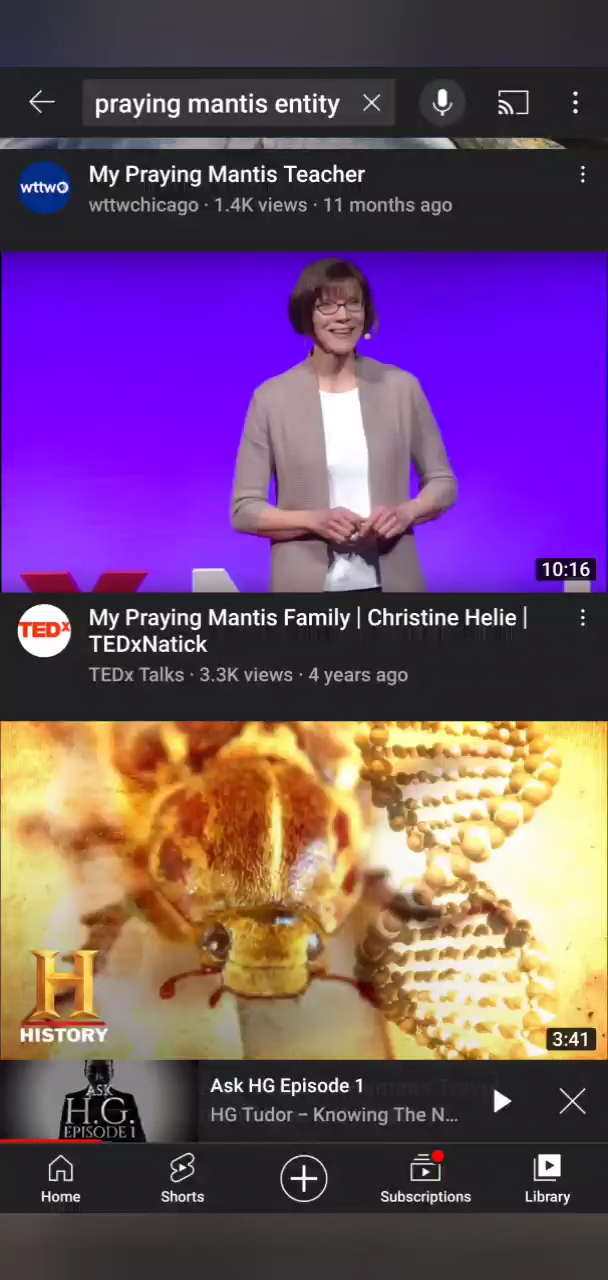 praying mantis entity
wttw
My Praying Mantis Teacher
wttwchicago · 1.4K views · 11 months ago
10:16
TEDx
My Praying Mantis Family | Christine Helie |
TEDxNatick
TEDx Talks · 3.3K views · 4 years ago
H
HISTORY
3:41
ASK
H.G.
EPISODE 1
Ask HG Episode 1
HG Tudor – Knowing The N...
Home
Shorts
Subscriptions
Library